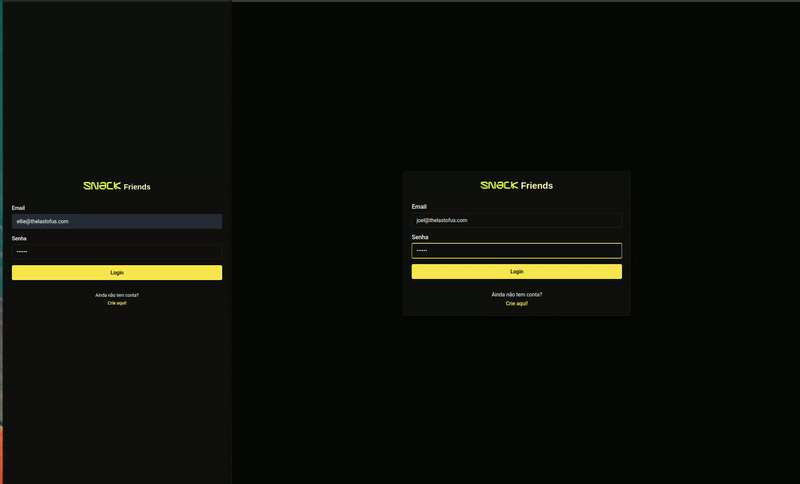 SNACK Friends
Email
ellie@thelastofus.com
Senha
••••••
Login
Ainda não tem conta?
Crie aqui!
SNACK Friends
Email
joel@thelastofus.com
Senha
••••••
Login
Ainda não tem conta?
Crie aqui!